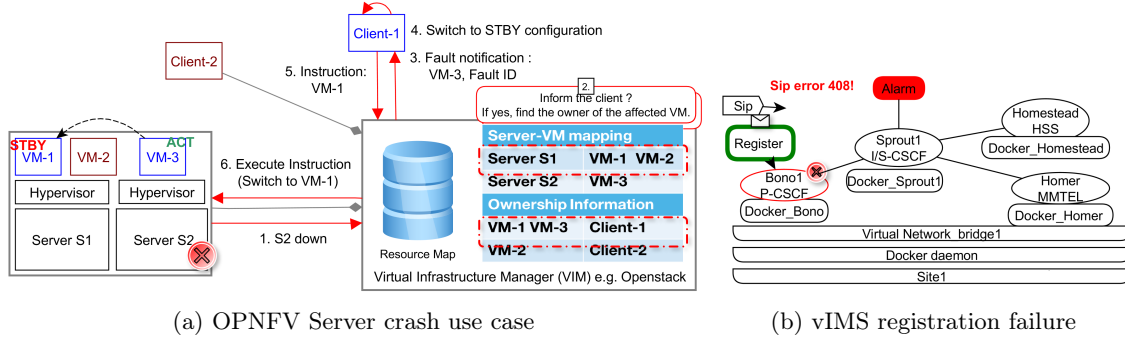 Client-1
4. Switch to STBY configuration
3. Fault notification :
VM-3, Fault ID
Client-2
5. Instruction:
VM-1
2.
Inform the client ?
If yes, find the owner of the affected VM.
STBY
ACT
VM-1
VM-2
VM-3
Hypervisor
Hypervisor
Server S1
Server S2
6. Execute Instruction
(Switch to VM-1)
1. S2 down
Resource Map
Server-VM mapping
Server S1 VM-1 VM-2
Server S2 VM-3
Ownership Information
VM-1 VM-3 Client-1
VM-2 Client-2
Virtual Infrastructure Manager (VIM) e.g. Openstack
(a) OPNFV Server crash use case
Sip error 408!
Alarm
Sip
Register
Bono1
P-CSCF
Docker_Bono
Sprout1
I/S-CSCF
Docker_Sprout1
Homestead
HSS
Docker_Homestead
Homer
MMTEL
Docker_Homer
Virtual Network bridge1
Docker daemon
Site1
(b) vIMS registration failure